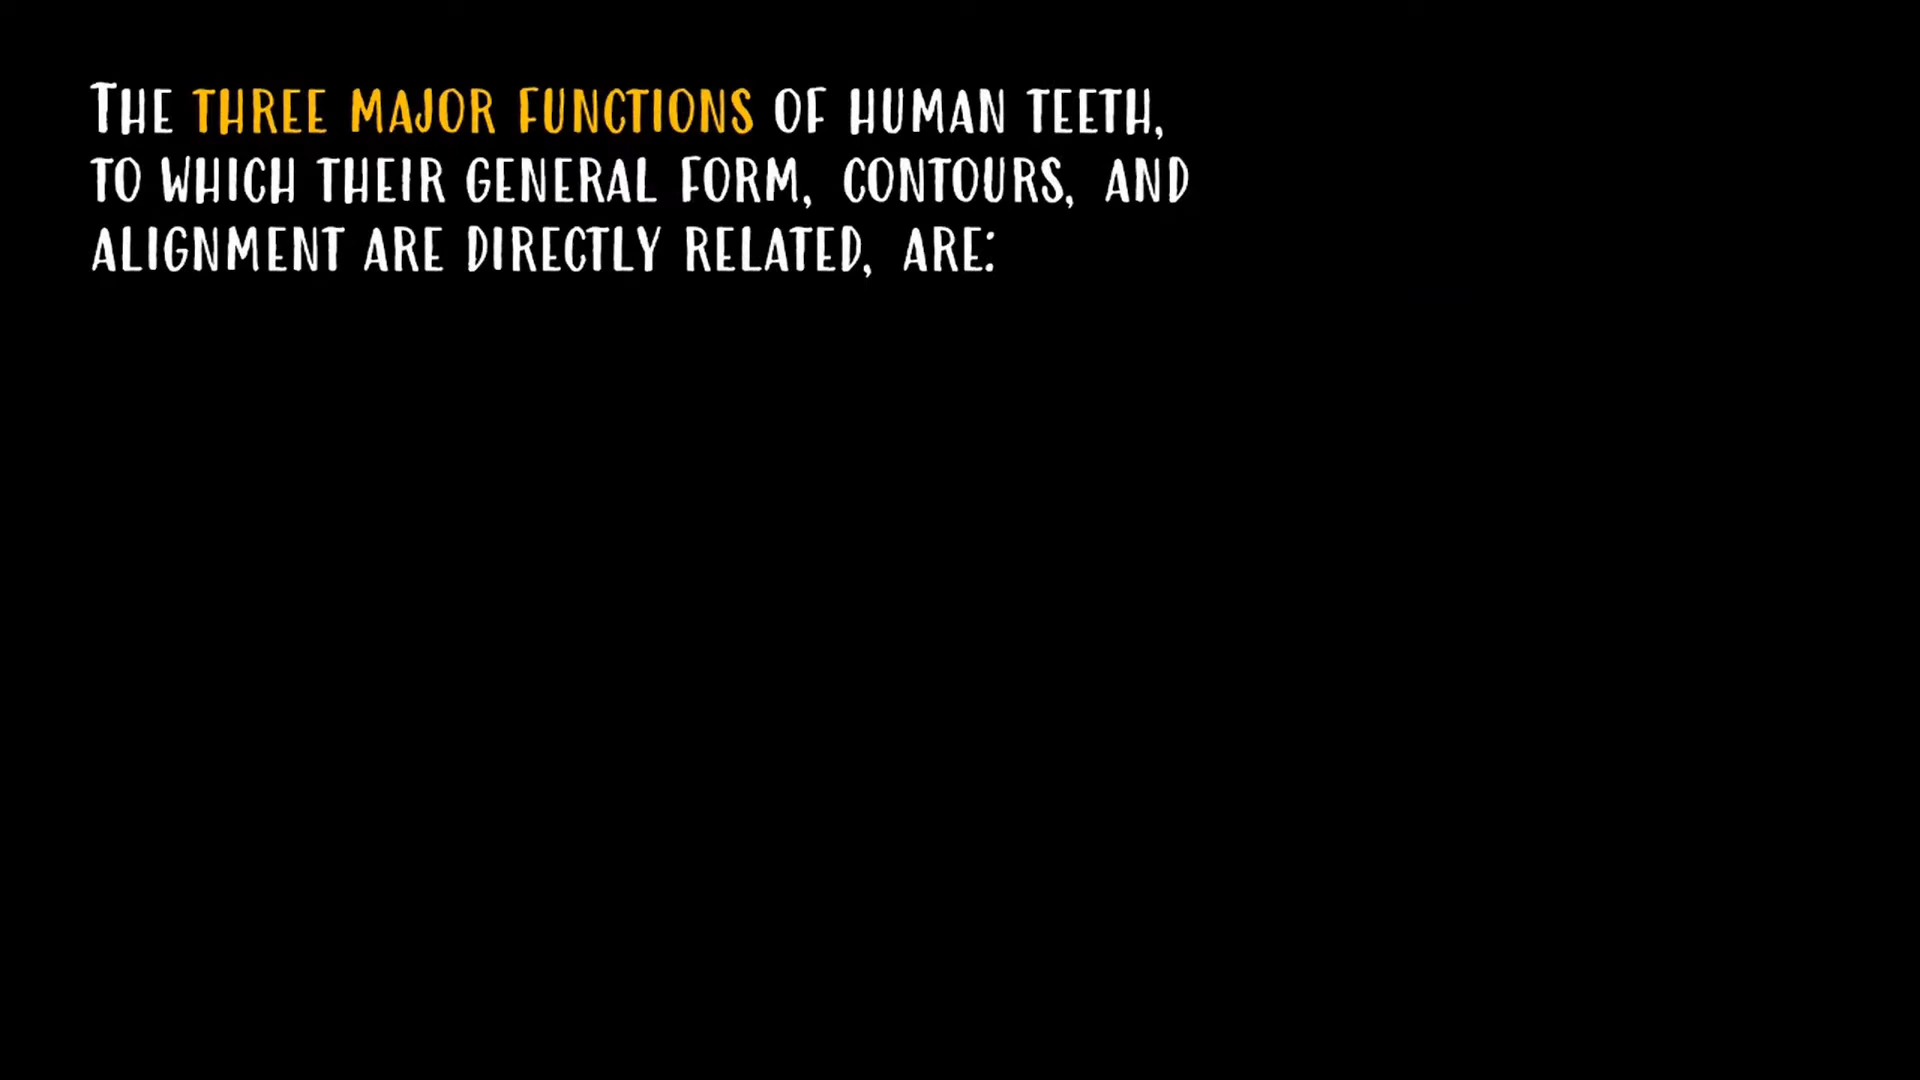 The three major functions of human teeth,
to which their general form, contours, and
alignment are directly related, are: